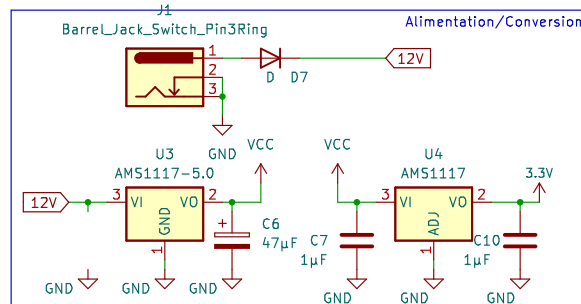 J1
Alimentation/Conversion
Barrel_Jack_Switch_Pin3Ring
1
2
3
D D7
12V
GND
U3
AMS1117-5.0
VCC
VCC
U4
AMS1117
3.3V
12V
3 VI VO 2
GND
1
+
C6
47µF
3 VI VO 2
ADJ
1
C7
1µF
C10
1µF
GND
GND
GND
GND
GND
GND